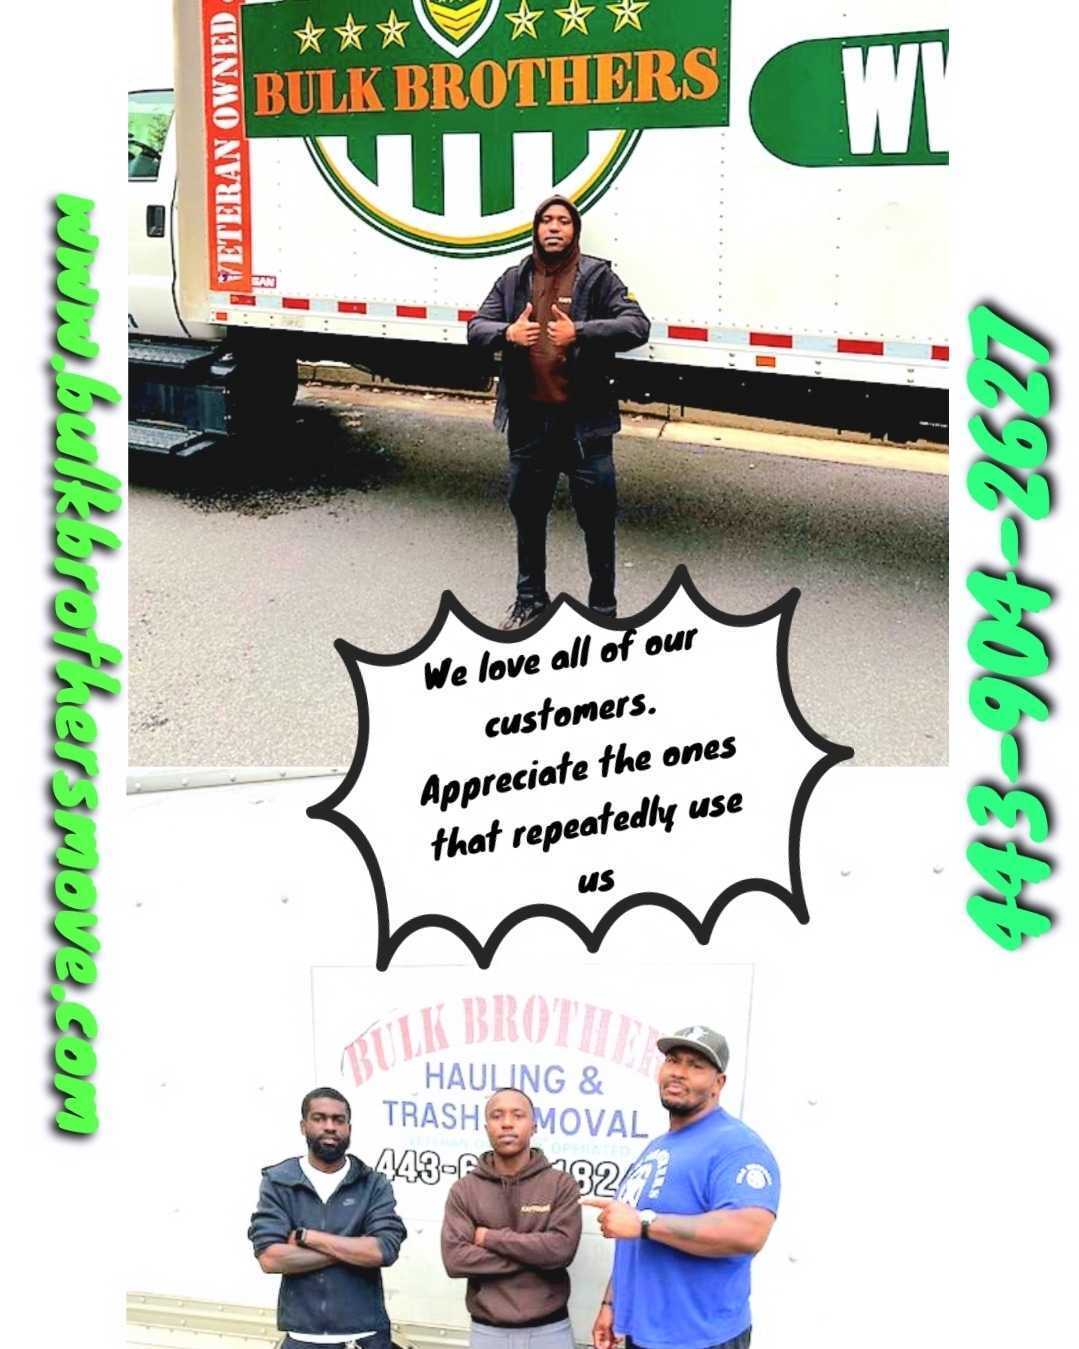 VETERAN OWNED
BULK BROTHERS
WW
www.bulkbrothersmove.com
443-904-2627
We love all of our
customers.
Appreciate the ones
that repeatedly use
us
BULK BROTHE
HAULING &
TRASH MOVAL
443-6 182